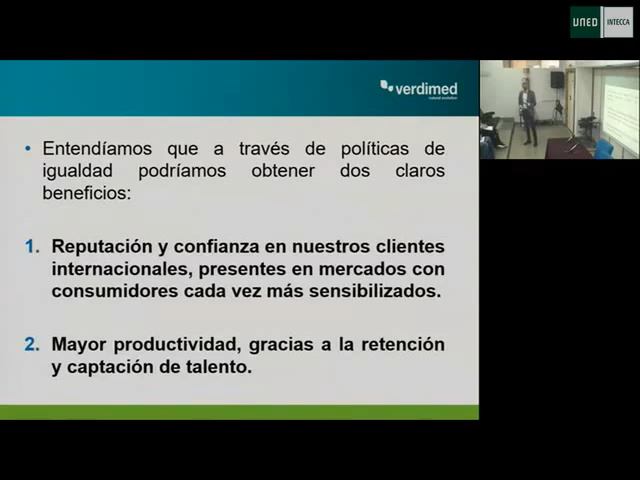 UNED
INTECCA
verdimed
• Entendíamos que a través de políticas de
igualdad podríamos obtener dos claros
beneficios:
1. Reputación y confianza en nuestros clientes
internacionales, presentes en mercados con
consumidores cada vez más sensibilizados.
2. Mayor productividad, gracias a la retención
y captación de talento.